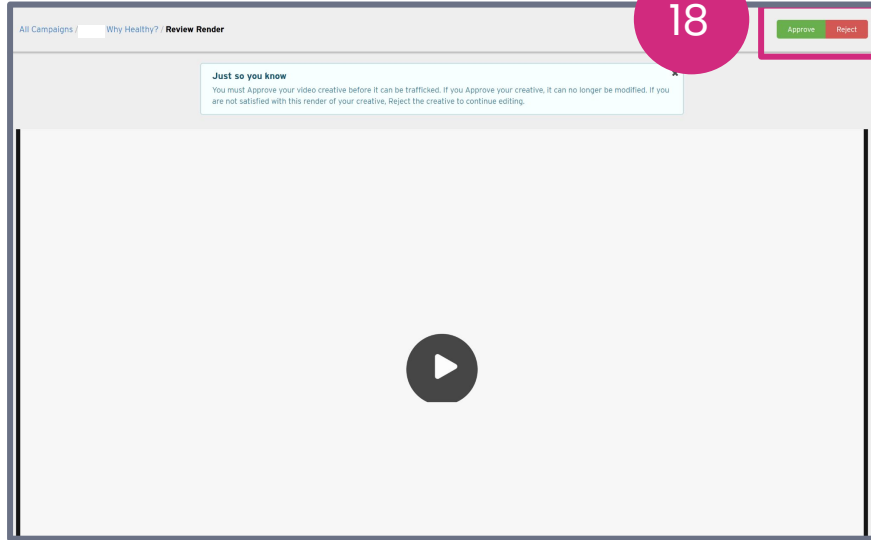 18
All Campaigns / Why Healthy? / Review Render
Approve Reject
Just so you know
You must Approve your video creative before it can be trafficked. If you Approve your creative, it can no longer be modified. If you
are not satisfied with this render of your creative, Reject the creative to continue editing.